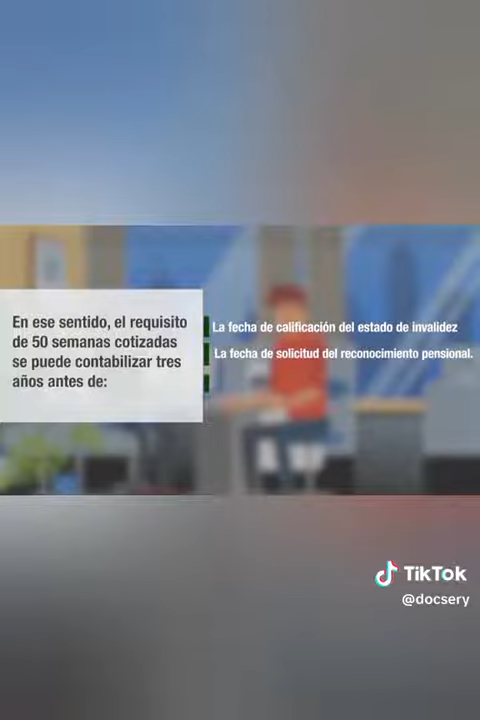 En ese sentido, el requisito
de 50 semanas cotizadas
se puede contabilizar tres
años antes de:
La fecha de calificación del estado de invalidez
La fecha de solicitud del reconocimiento pensional.
TikTok
@docsery